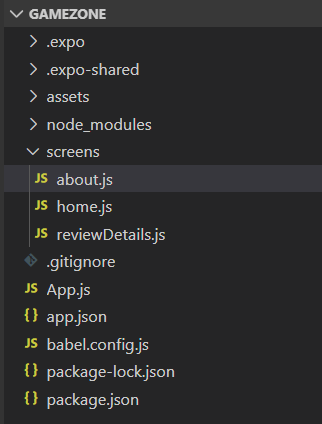 GAMEZONE
.expo
.expo-shared
assets
node_modules
screens
JS about.js
JS home.js
JS reviewDetails.js
.gitignore
JS App.js
{ } app.json
JS babel.config.js
{ } package-lock.json
{ } package.json